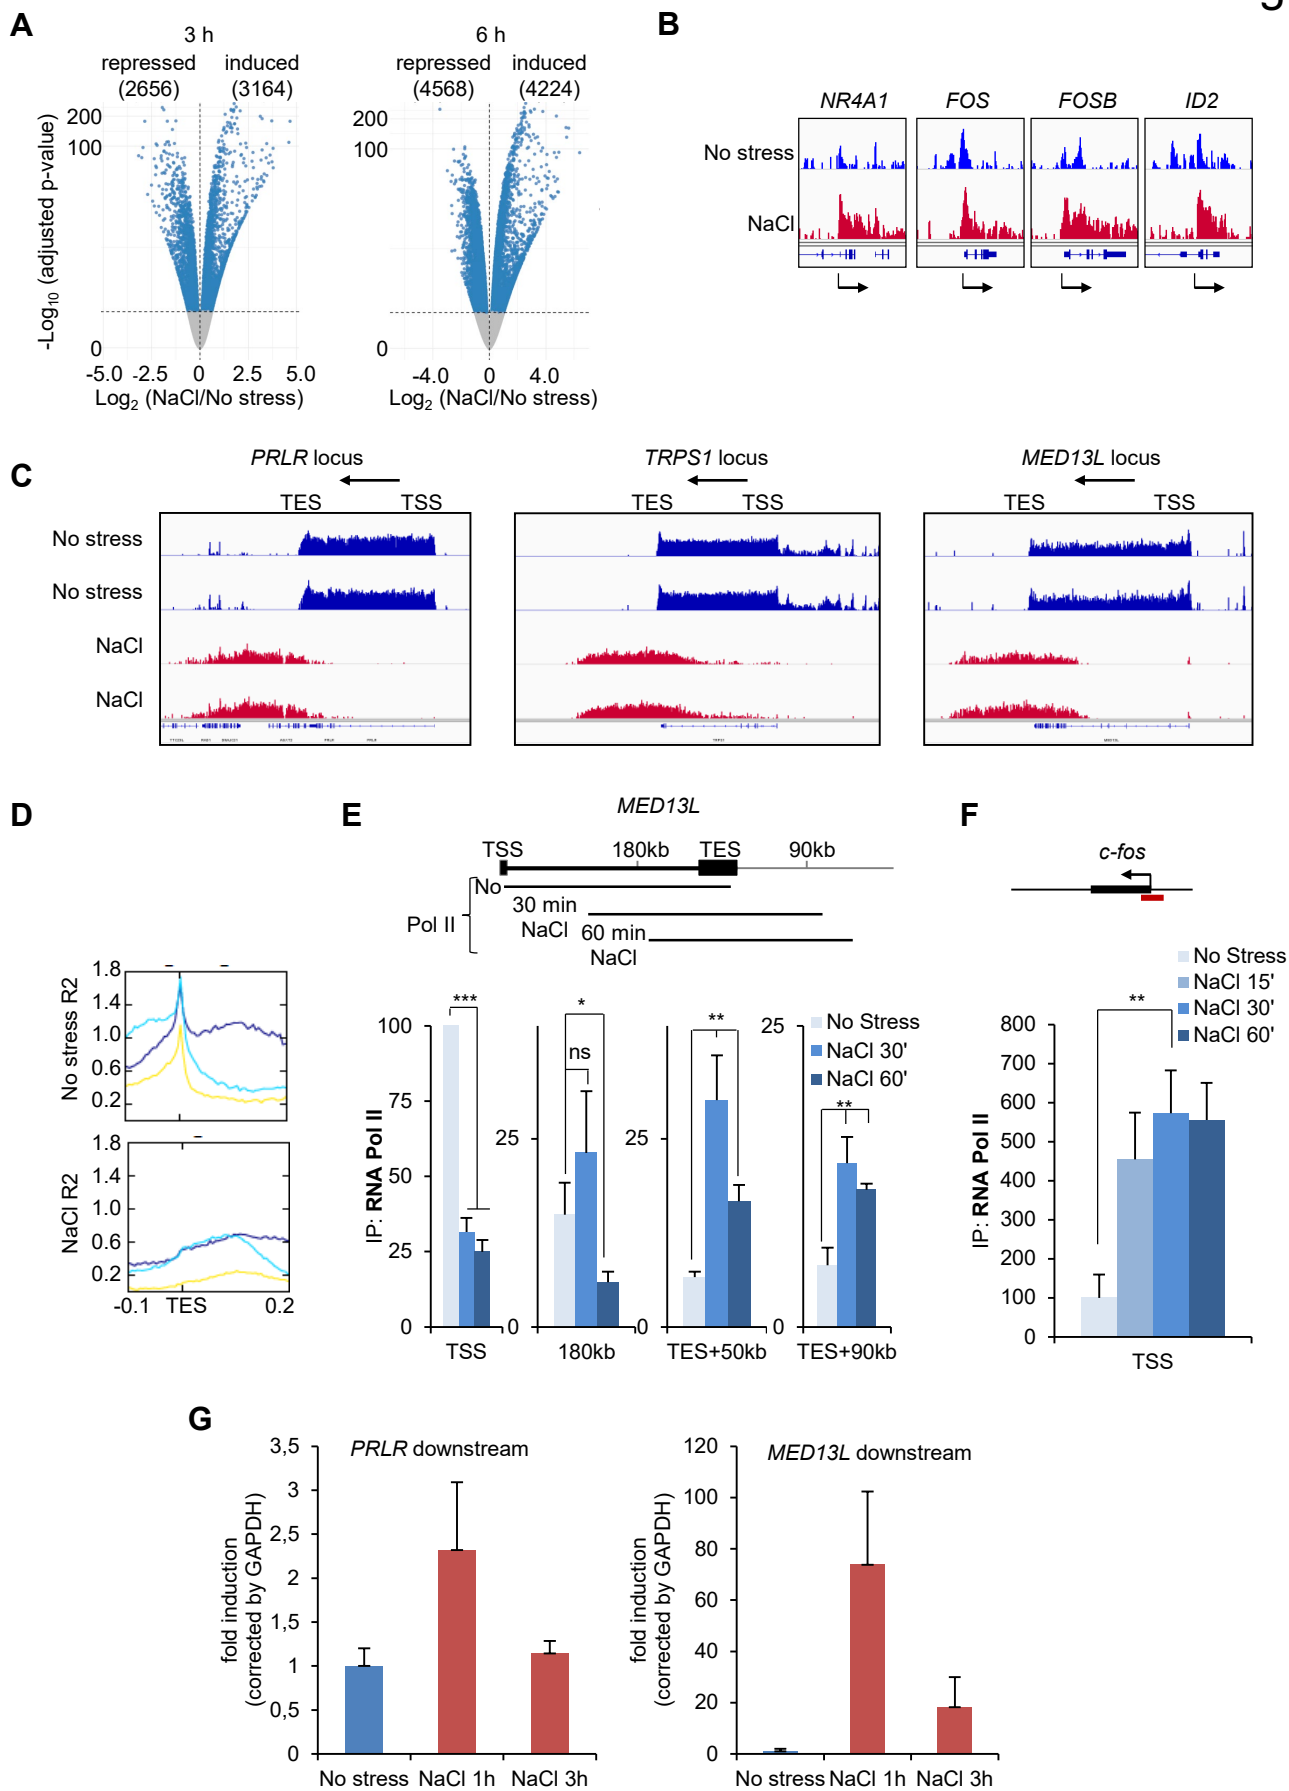 A
3 h
6 h
repressed
(2656)
induced
(3164)
repressed
(4568)
induced
(4224)
-Log10 (adjusted p-value)
200
100
0
-5.0 -2.5 0 2.5 5.0
Log2 (NaCl/No stress)
200
100
0
-4.0 0 4.0
Log2 (NaCl/No stress)
B
NR4A1 FOS FOSB ID2
No stress
NaCl
C
PRLR locus
TRPS1 locus
MED13L locus
TES TSS
TES TSS
TES TSS
No stress
No stress
NaCl
NaCl
D
No stress R2
1.8
1.4
1.0
0.6
0.2
NaCl R2
1.8
1.4
1.0
0.6
0.2
-0.1 TES 0.2
E
MED13L
TSS 180kb TES 90kb
Pol II
No
30 min
NaCl
60 min
NaCl
IP: RNA Pol II
100
75
50
25
0
***
TSS
25
0
*
ns
180kb
25
0
**
TES+50kb
25
0
**
TES+90kb
No Stress
NaCl 30'
NaCl 60'
F
c-fos
No Stress
NaCl 15'
NaCl 30'
NaCl 60'
**
IP: RNA Pol II
800
700
600
500
400
300
200
100
0
TSS
G
PRLR downstream
fold induction
(corrected by GAPDH)
3,5
3
2,5
2
1,5
1
0,5
0
No stress NaCl 1h NaCl 3h
MED13L downstream
fold induction
(corrected by GAPDH)
120
100
80
60
40
20
0
No stress NaCl 1h NaCl 3h